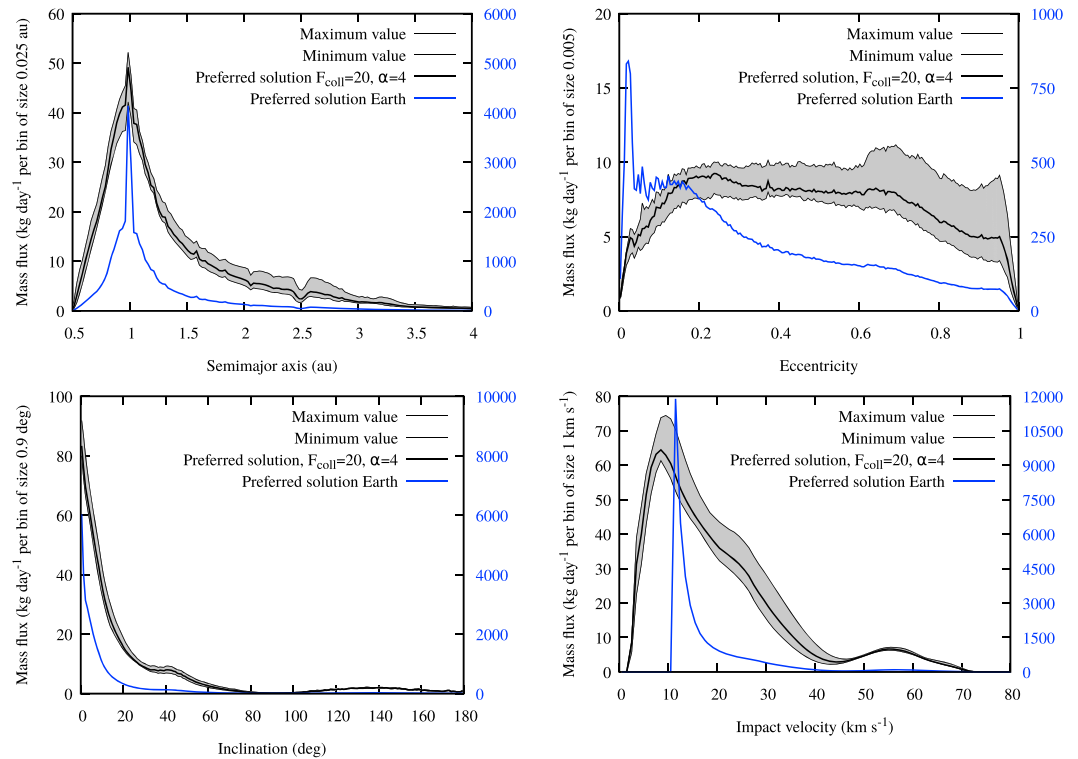 Mass flux (kg day⁻¹ per bin of size 0.025 au)
60
50
40
30
20
10
0
Maximum value
Minimum value
Preferred solution F_coll=20, α=4
Preferred solution Earth
6000
5000
4000
3000
2000
1000
0
0.5 1 1.5 2 2.5 3 3.5 4
Semimajor axis (au)
Mass flux (kg day⁻¹ per bin of size 0.005)
20
15
10
5
0
Maximum value
Minimum value
Preferred solution, F_coll=20, α=4
Preferred solution Earth
1000
750
500
250
0
0 0.2 0.4 0.6 0.8 1
Eccentricity
Mass flux (kg day⁻¹ per bin of size 0.9 deg)
100
80
60
40
20
0
Maximum value
Minimum value
Preferred solution, F_coll=20, α=4
Preferred solution Earth
10000
8000
6000
4000
2000
0
0 20 40 60 80 100 120 140 160 180
Inclination (deg)
Mass flux (kg day⁻¹ per bin of size 1 km s⁻¹)
80
70
60
50
40
30
20
10
0
Maximum value
Minimum value
Preferred solution, F_coll=20, α=4
Preferred solution Earth
12000
10500
9000
7500
6000
4500
3000
1500
0
0 10 20 30 40 50 60 70 80
Impact velocity (km s⁻¹)